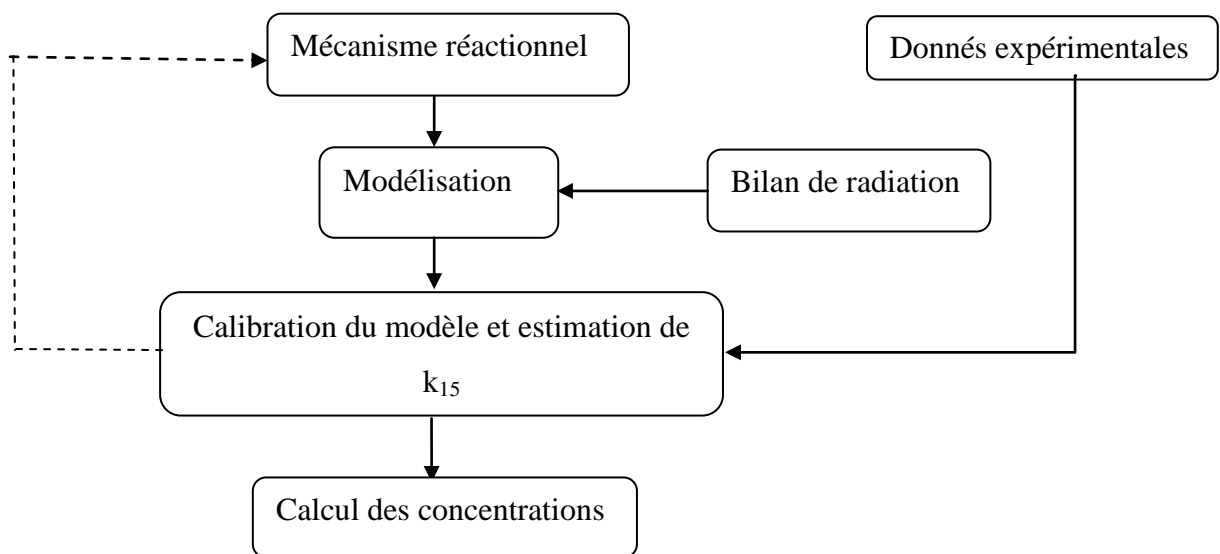 Mécanisme réactionnel
Donnés expérimentales
Modélisation
Bilan de radiation
Calibration du modèle et estimation de
k₁₅
Calcul des concentrations